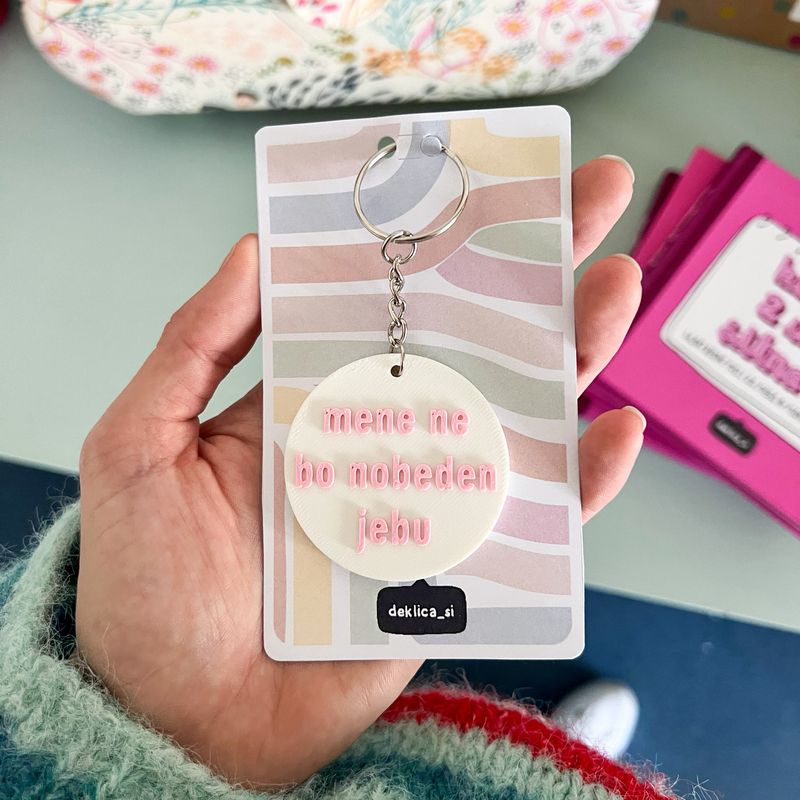 mene ne
bo nobeden
jebu
deklica_si